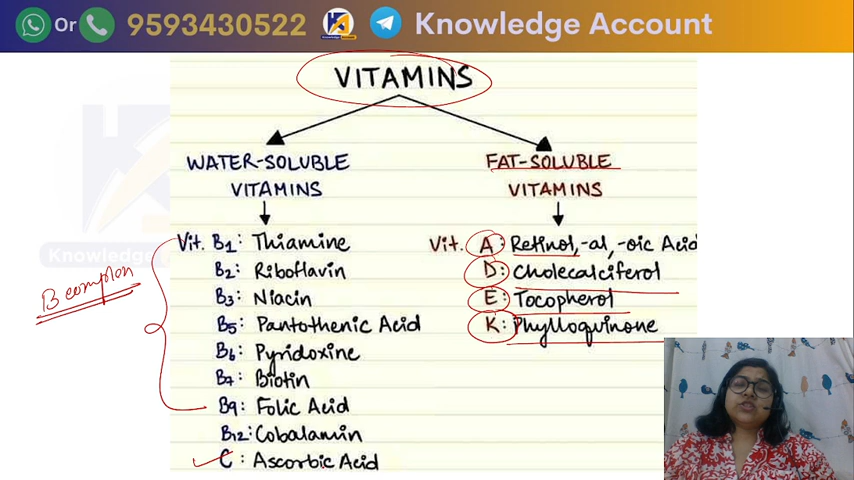 Or 9593430522 Knowledge Account
VITAMINS
WATER-SOLUBLE
VITAMINS
FAT-SOLUBLE
VITAMINS
Vit. B1: Thiamine
B2: Riboflavin
B3: Niacin
B5: Pantothenic Acid
B6: Pyridoxine
B7: Biotin
B9: Folic Acid
B12: Cobalamin
C: Ascorbic Acid
Vit. A: Retinol, -al, -oic Acid
D: Cholecalciferol
E: Tocopherol
K: Phylloquinone
B complex
Knowledge